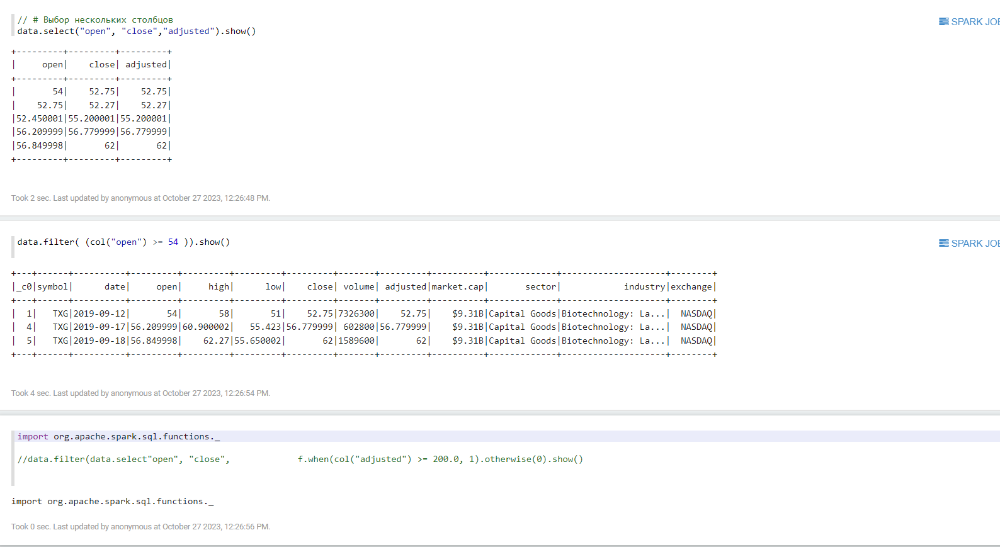 // # Выбор нескольких столбцов
SPARK JOB
data.select("open", "close","adjusted").show()
+---------+---------+---------+
|     open|    close| adjusted|
+---------+---------+---------+
|       54|    52.75|    52.75|
|    52.75|    52.27|    52.27|
|52.450001|55.200001|55.200001|
|56.209999|56.779999|56.779999|
|56.849998|       62|       62|
+---------+---------+---------+
Took 2 sec. Last updated by anonymous at October 27 2023, 12:26:48 PM.
data.filter( (col("open") >= 54 )).show()
SPARK JOB
+---+------+----------+---------+---------+---------+---------+-------+---------+----------+-------------+--------------------+--------+
|_c0|symbol|      date|     open|     high|      low|    close| volume| adjusted|market.cap|       sector|            industry|exchange|
+---+------+----------+---------+---------+---------+---------+-------+---------+----------+-------------+--------------------+--------+
|  1|   TXG|2019-09-12|       54|       58|       51|    52.75|7326300|    52.75|    $9.31B|Capital Goods|Biotechnology: La...|  NASDAQ|
|  4|   TXG|2019-09-17|56.209999|60.900002|   55.423|56.779999| 602800|56.779999|    $9.31B|Capital Goods|Biotechnology: La...|  NASDAQ|
|  5|   TXG|2019-09-18|56.849998|    62.27|55.650002|       62|1589600|       62|    $9.31B|Capital Goods|Biotechnology: La...|  NASDAQ|
+---+------+----------+---------+---------+---------+---------+-------+---------+----------+-------------+--------------------+--------+
Took 4 sec. Last updated by anonymous at October 27 2023, 12:26:54 PM.
import org.apache.spark.sql.functions._
//data.filter(data.select"open", "close",             f.when(col("adjusted") >= 200.0, 1).otherwise(0).show()
import org.apache.spark.sql.functions._
Took 0 sec. Last updated by anonymous at October 27 2023, 12:26:56 PM.